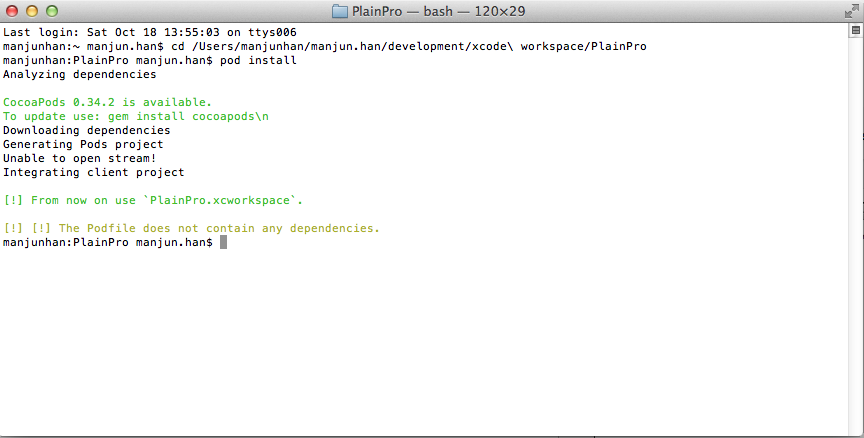 PlainPro — bash — 120×29
Last login: Sat Oct 18 13:55:03 on ttys006
manjunhan:~ manjun.han$ cd /Users/manjunhan/manjun.han/development/xcode\ workspace/PlainPro
manjunhan:PlainPro manjun.han$ pod install
Analyzing dependencies
CocoaPods 0.34.2 is available.
To update use: gem install cocoapods\n
Downloading dependencies
Generating Pods project
Unable to open stream!
Integrating client project
[!] From now on use `PlainPro.xcworkspace`.
[!] [!] The Podfile does not contain any dependencies.
manjunhan:PlainPro manjun.han$